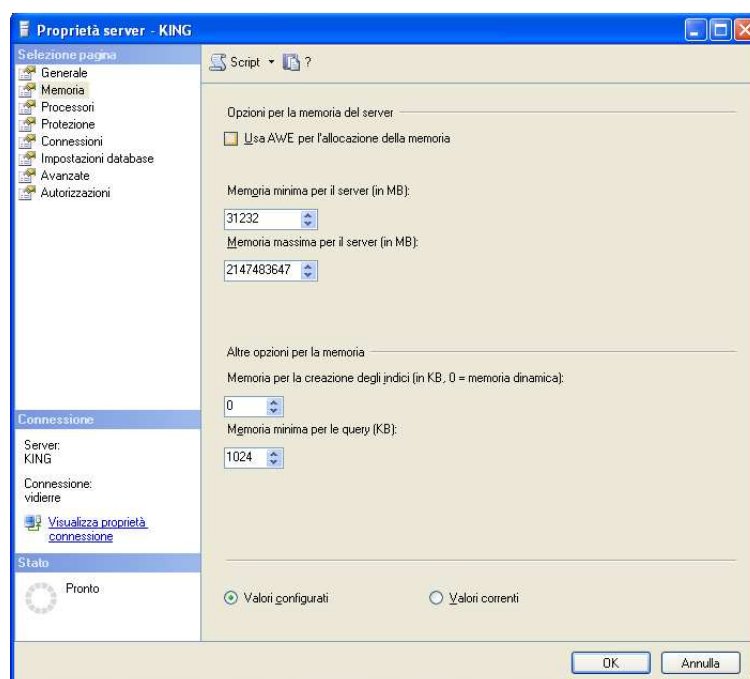 Proprietà server - KING
Selezione pagina
Generale
Memoria
Processori
Protezione
Connessioni
Impostazioni database
Avanzate
Autorizzazioni
Script ?
Opzioni per la memoria del server
Usa AWE per l'allocazione della memoria
Memoria minima per il server (in MB):
31232
Memoria massima per il server (in MB):
2147483647
Altre opzioni per la memoria
Memoria per la creazione degli indici (in KB, 0 = memoria dinamica):
0
Memoria minima per le query (KB):
1024
Connessione
Server:
KING
Connessione:
vidierre
Visualizza proprietà
connessione
Stato
Pronto
Valori configurati Valori correnti
OK Annulla